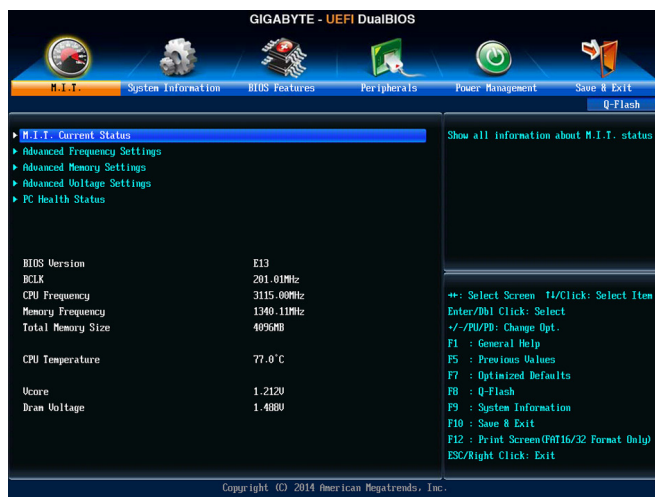 GIGABYTE - UEFI DualBIOS
M.I.T. System Information BIOS Features Peripherals Power Management Save & Exit
Q-Flash
M.I.T. Current Status
Advanced Frequency Settings
Advanced Memory Settings
Advanced Voltage Settings
PC Health Status
BIOS Version E13
BCLK 201.01MHz
CPU Frequency 3115.00MHz
Memory Frequency 1340.11MHz
Total Memory Size 4096MB
CPU Temperature 77.0°C
Vcore 1.212V
Dram Voltage 1.488V
Show all information about M.I.T. status
→←: Select Screen ↑↓/Click: Select Item
Enter/Dbl Click: Select
+/-/PU/PD: Change Opt.
F1 : General Help
F5 : Previous Values
F7 : Optimized Defaults
F8 : Q-Flash
F9 : System Information
F10 : Save & Exit
F12 : Print Screen(FAT16/32 Format Only)
ESC/Right Click: Exit
Copyright (C) 2014 American Megatrends, Inc.